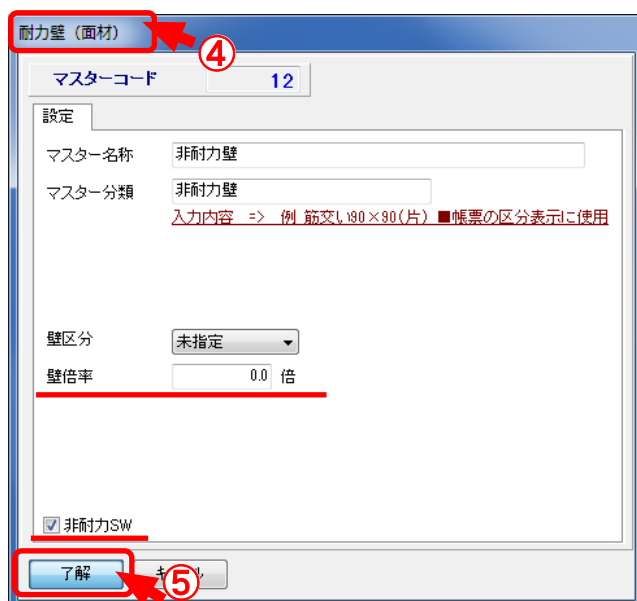 耐力壁（面材）
④
マスターコード 12
設定
マスター名称 非耐力壁
マスター分類 非耐力壁
入力内容 => 例 筋交い90×90(片) ■帳票の区分表示に使用
壁区分 未指定
壁倍率 0.0 倍
非耐力SW
了解
⑤